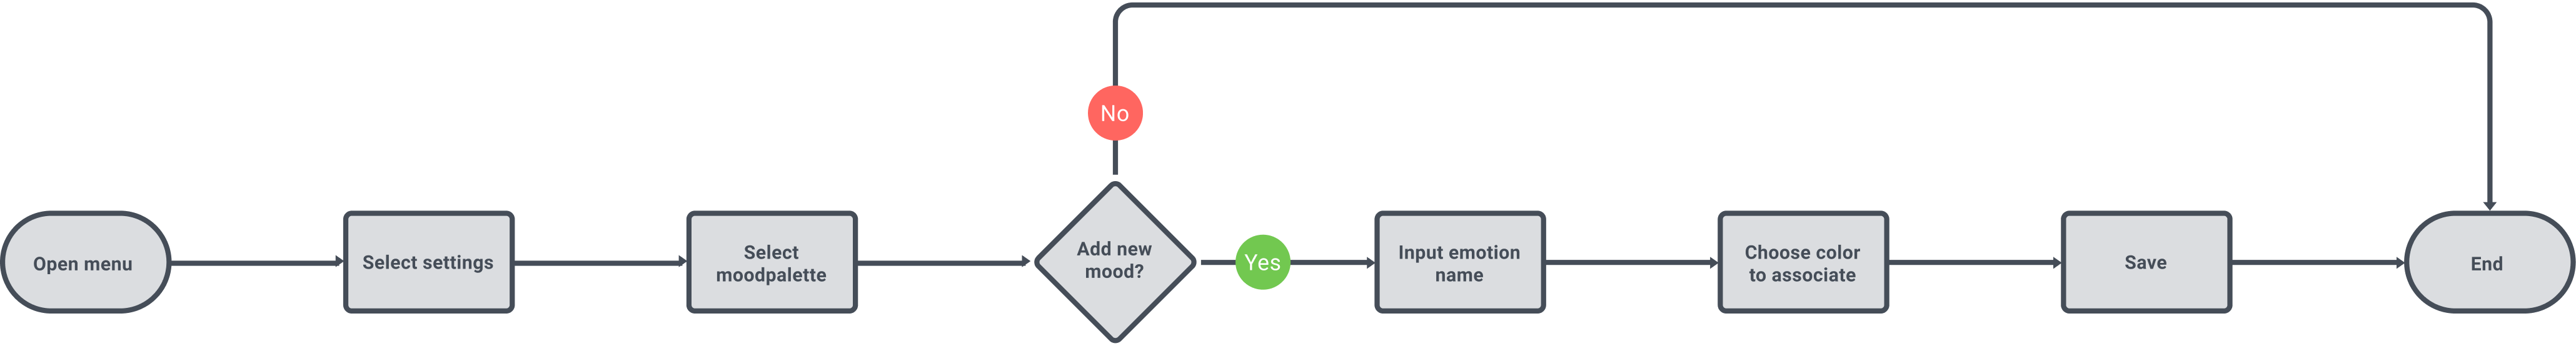 No
Open menu
Select settings
Select
moodpalette
Add new
mood?
Yes
Input emotion
name
Choose color
to associate
Save
End